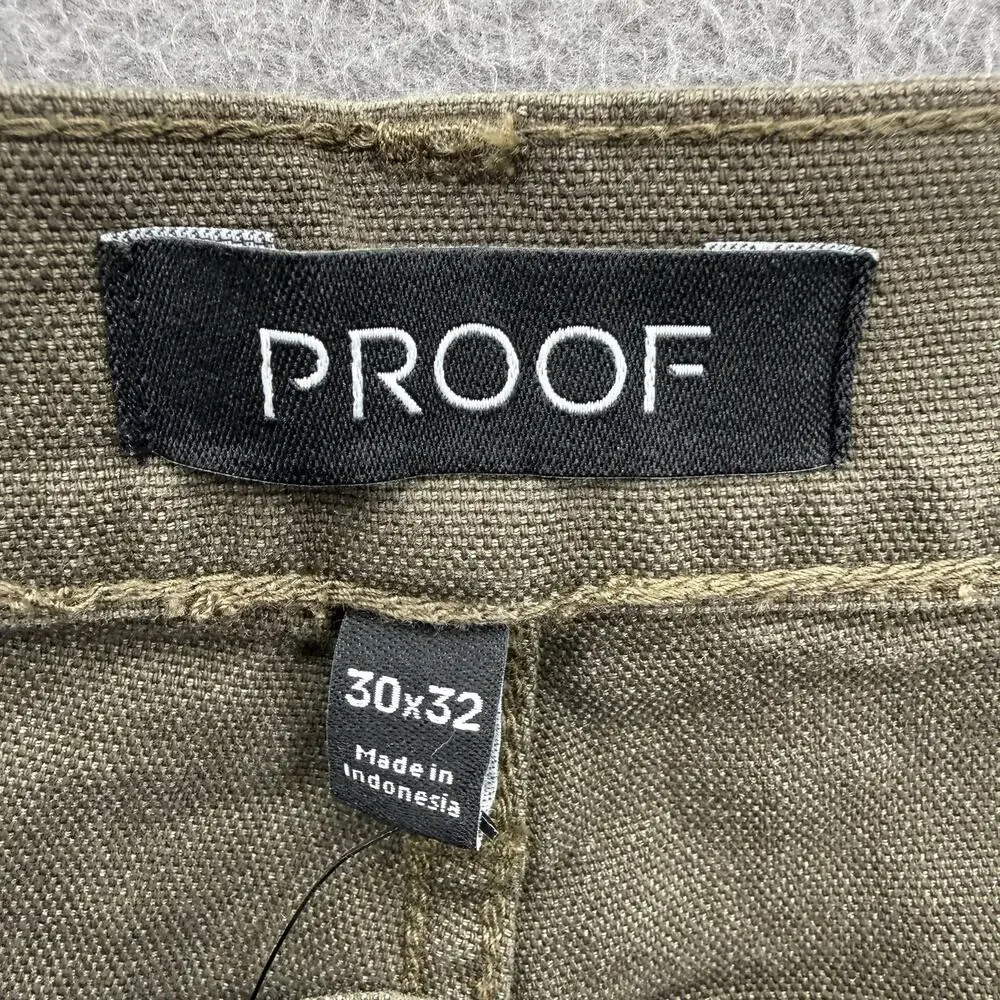 PROOF
30x32
Made in
Indonesia